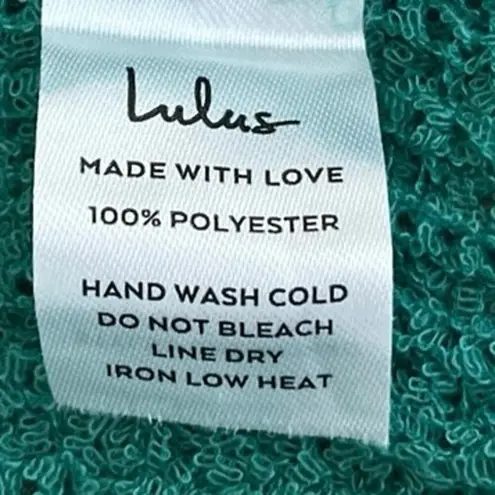 Lulus
MADE WITH LOVE
100% POLYESTER
HAND WASH COLD
DO NOT BLEACH
LINE DRY
IRON LOW HEAT